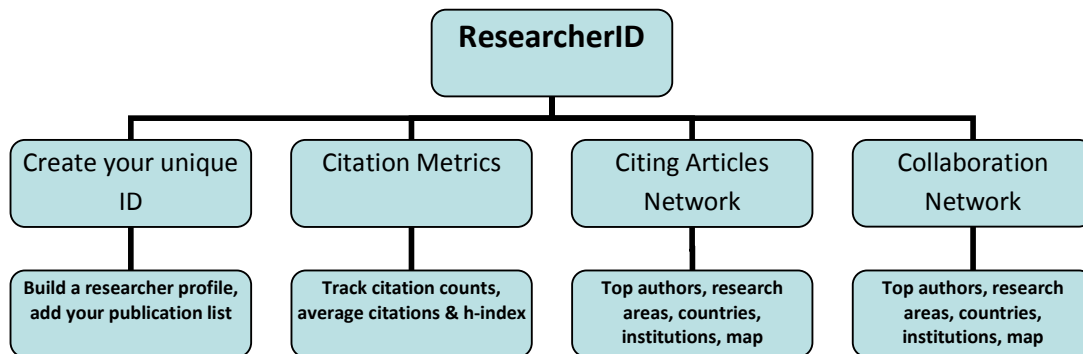 ResearcherID
Create your unique
ID
Citation Metrics
Citing Articles
Network
Collaboration
Network
Build a researcher profile,
add your publication list
Track citation counts,
average citations & h-index
Top authors, research
areas, countries,
institutions, map
Top authors, research
areas, countries,
institutions, map